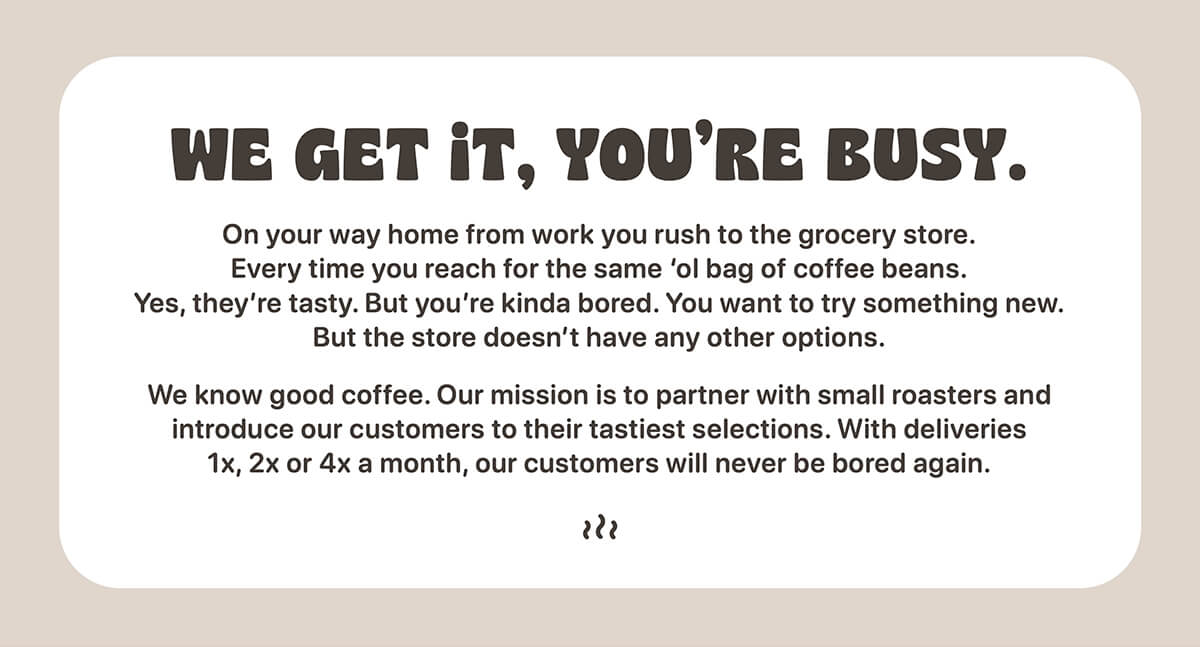 WE GET iT, YOU’RE BUSY.
On your way home from work you rush to the grocery store.
Every time you reach for the same ‘ol bag of coffee beans.
Yes, they’re tasty. But you’re kinda bored. You want to try something new.
But the store doesn’t have any other options.
We know good coffee. Our mission is to partner with small roasters and
introduce our customers to their tastiest selections. With deliveries
1x, 2x or 4x a month, our customers will never be bored again.